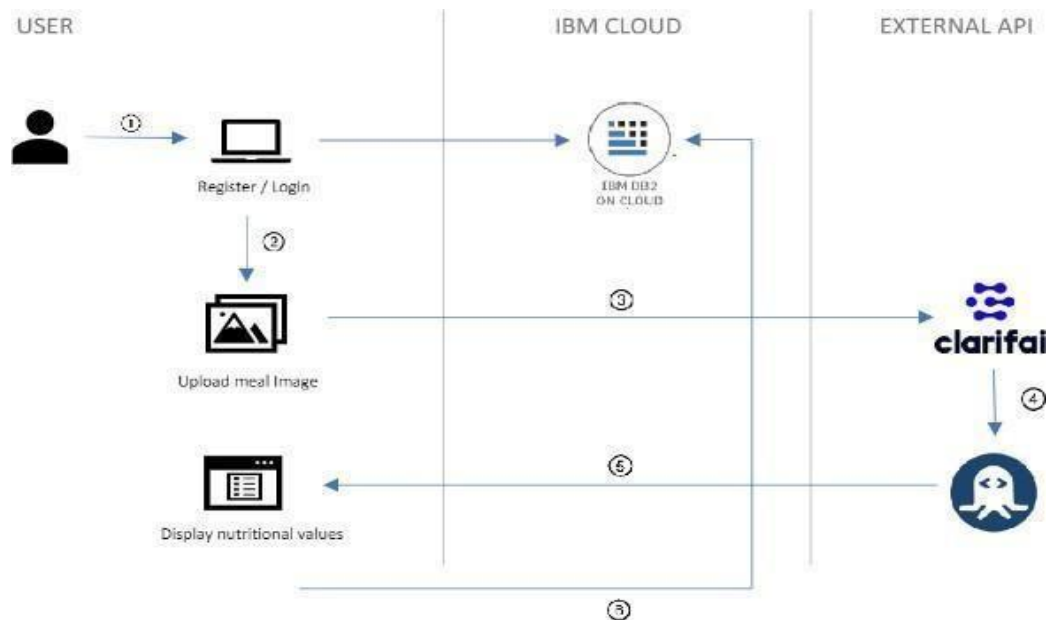 USER
IBM CLOUD
EXTERNAL API
①
Register / Login
IBM DB2
ON CLOUD
②
③
Upload meal Image
clarifai
④
⑤
< >
Display nutritional values